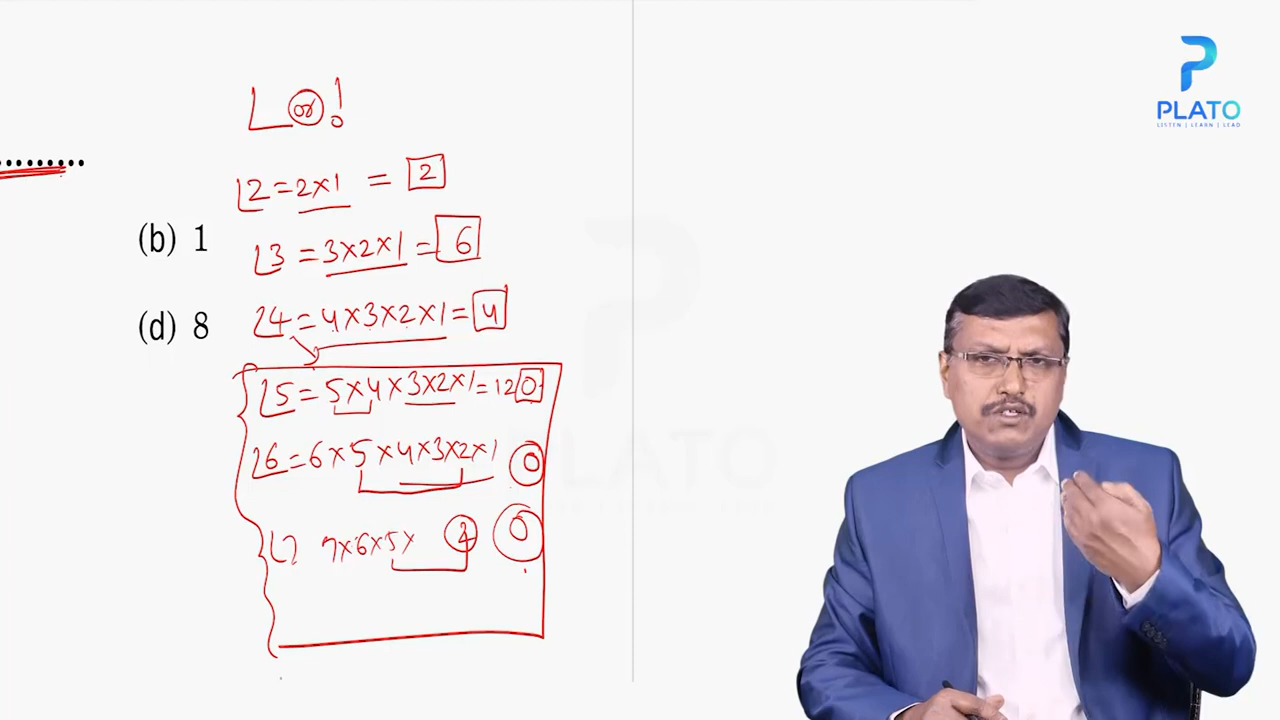 PLATO
LISTEN | LEARN | LEAD
L or !
L2 = 2×1 = 2
(b) 1
L3 = 3×2×1 = 6
(d) 8
L4 = 4×3×2×1 = 4
L5 = 5×4×3×2×1 = 120
L6 = 6×5×4×3×2×1 0
L7 7×6×5× 0
PLATO